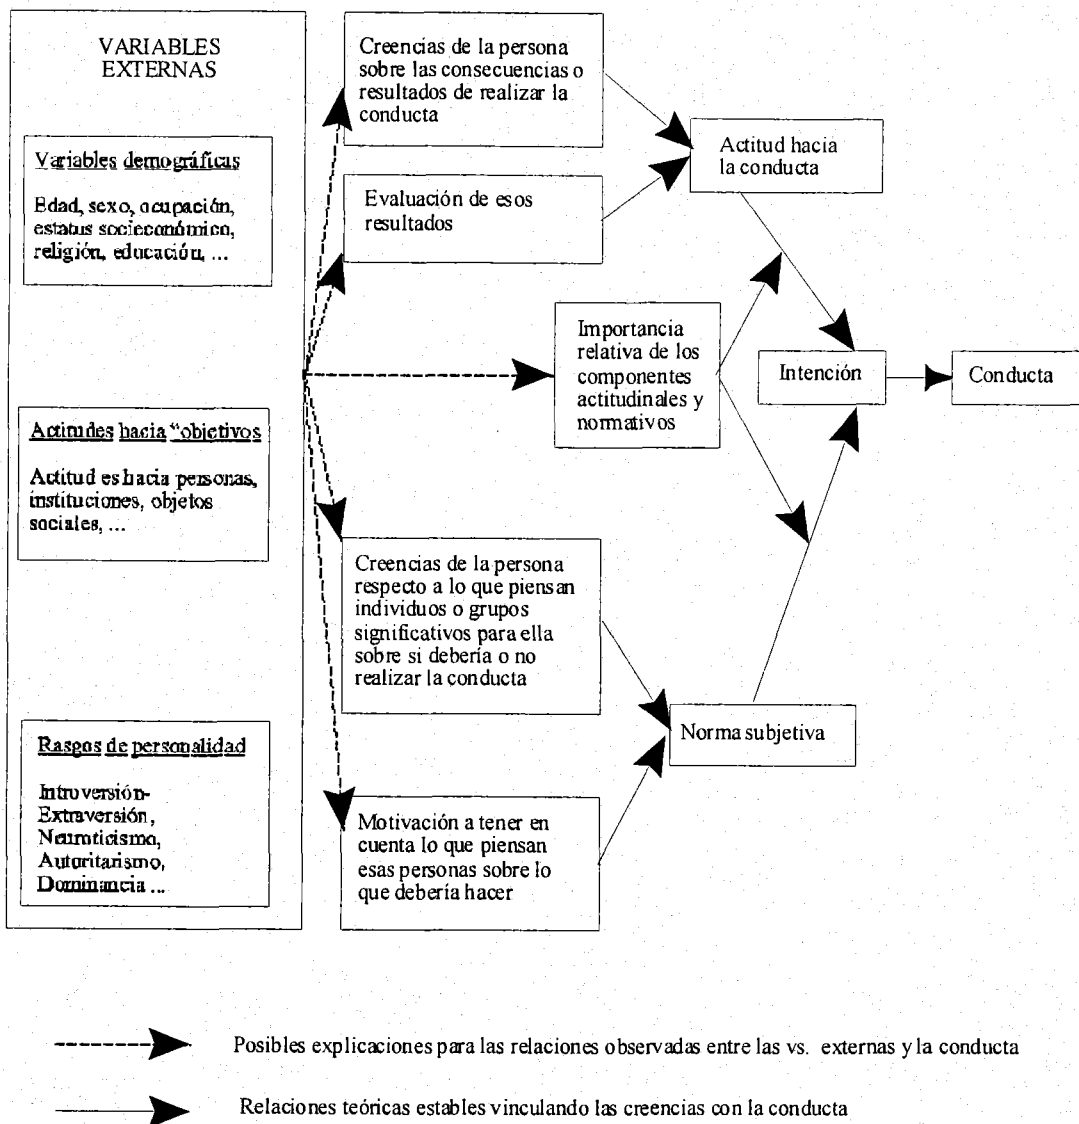 VARIABLES
EXTERNAS
Variables demográficas
Edad, sexo, ocupación,
estatus socieconómico,
religión, educación, ...
Actitudes hacia "objetivos
Actitud es hacia personas,
instituciones, objetos
sociales, ...
Rasgos de personalidad
Introversión-
Extraversión,
Neuroticismo,
Autoritarismo,
Dominancia ...
Creencias de la persona
sobre las consecuencias o
resultados de realizar la
conducta
Evaluación de esos
resultados
Importancia
relativa de los
componentes
actitudinales y
normativos
Creencias de la persona
respecto a lo que piensan
individuos o grupos
significativos para ella
sobre si debería o no
realizar la conducta
Motivación a tener en
cuenta lo que piensan
esas personas sobre lo
que debería hacer
Actitud hacia
la conducta
Norma subjetiva
Intención
Conducta
Posibles explicaciones para las relaciones observadas entre las vs. externas y la conducta
Relaciones teóricas estables vinculando las creencias con la conducta